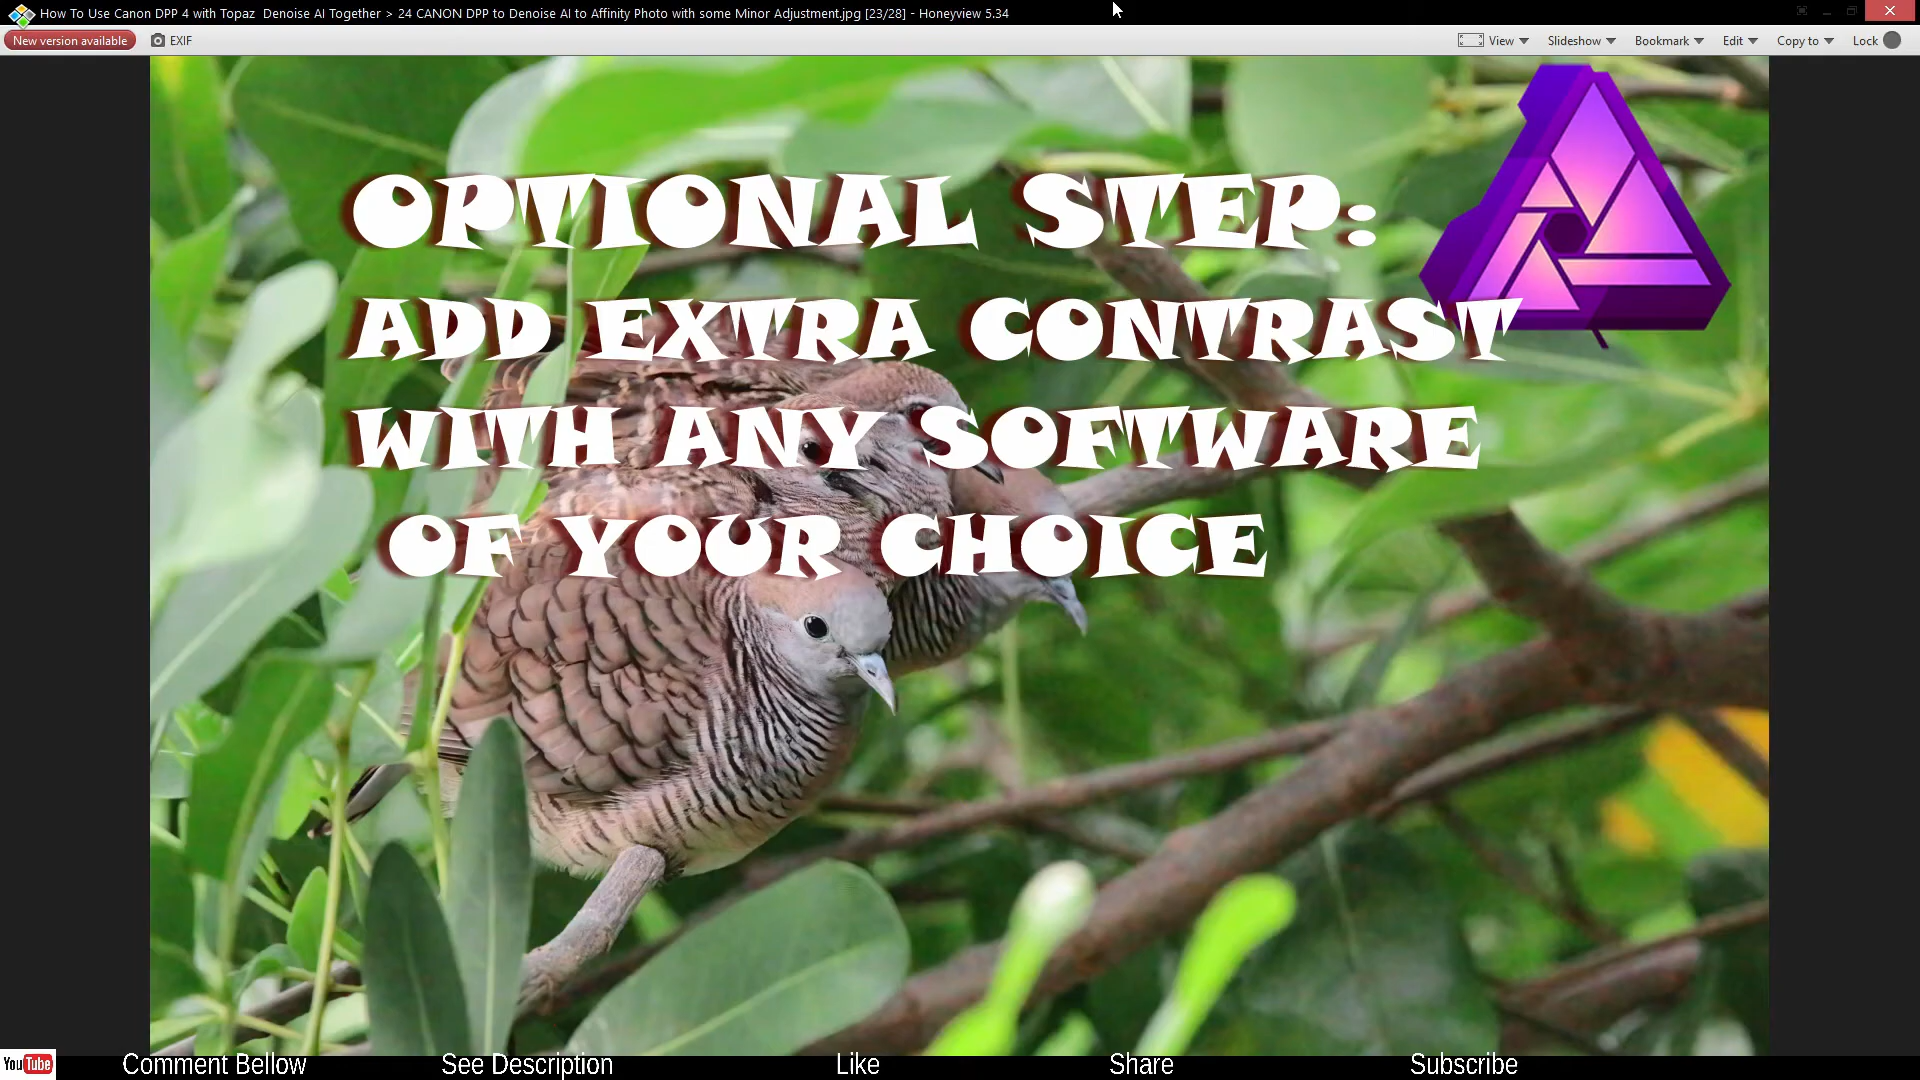 How To Use Canon DPP 4 with Topaz  Denoise AI Together > 24 CANON DPP to Denoise AI to Affinity Photo with some Minor Adjustment.jpg [23/28] - Honeyview 5.34
New version available EXIF View Slideshow Bookmark Edit Copy to Lock
OPTIONAL STEP:
ADD EXTRA CONTRAST
WITH ANY SOFTWARE
OF YOUR CHOICE
YouTube Comment Bellow See Description Like Share Subscribe